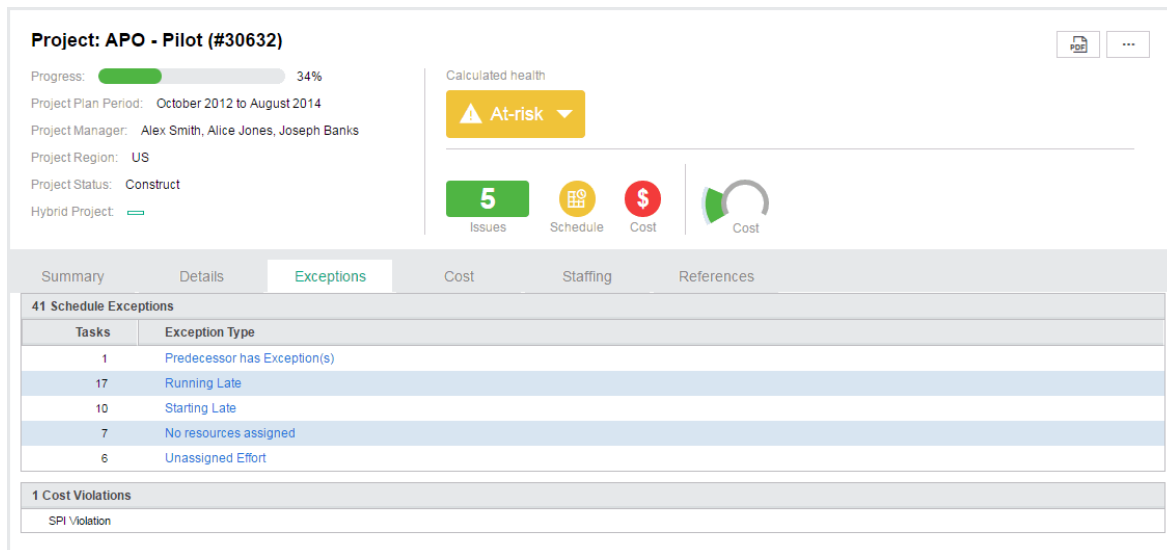 Project: APO - Pilot (#30632)
PDF
...
Progress: 34%
Project Plan Period: October 2012 to August 2014
Project Manager: Alex Smith, Alice Jones, Joseph Banks
Project Region: US
Project Status: Construct
Hybrid Project:
Calculated health
At-risk
5
$
Issues
Schedule
Cost
Cost
Summary
Details
Exceptions
Cost
Staffing
References
41 Schedule Exceptions
Tasks Exception Type
1 Predecessor has Exception(s)
17 Running Late
10 Starting Late
7 No resources assigned
6 Unassigned Effort
1 Cost Violations
SPI Violation